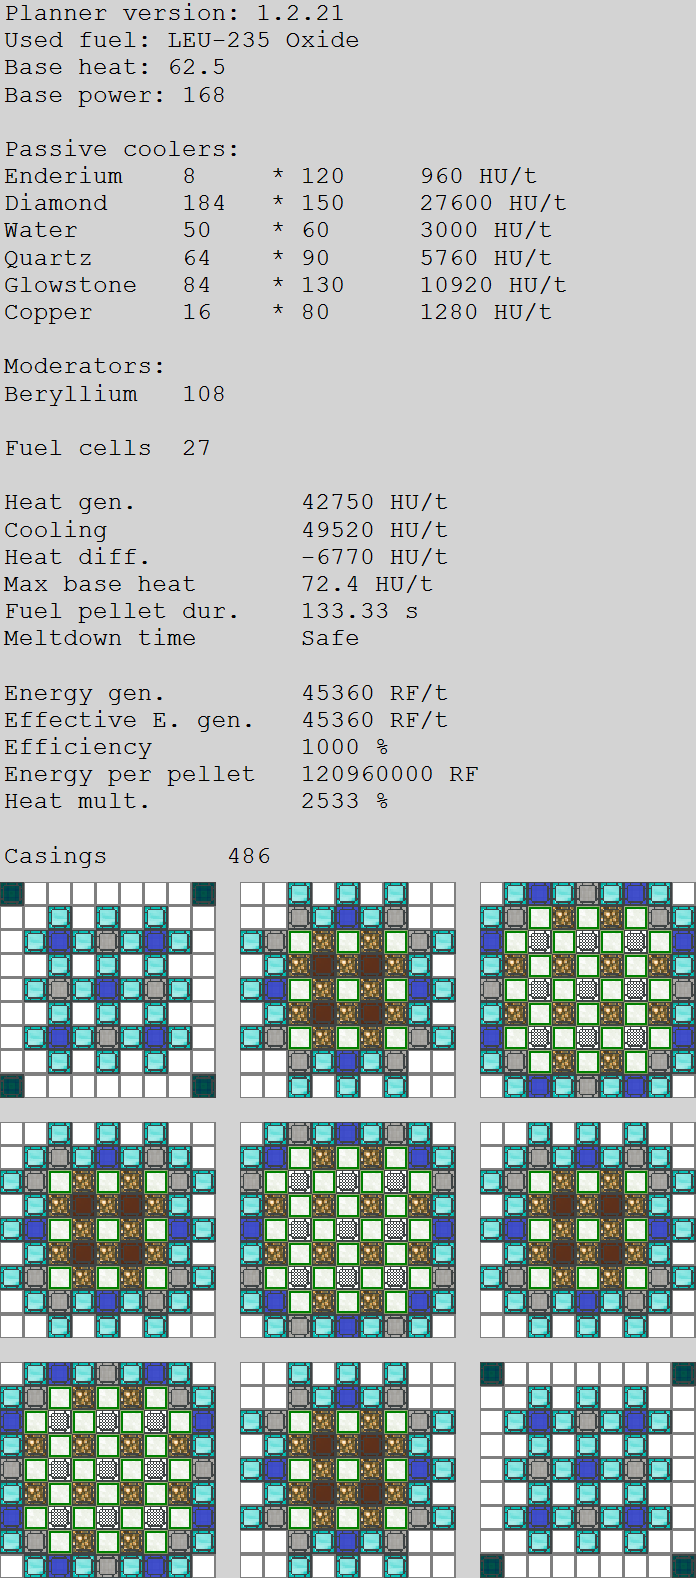 Planner version: 1.2.21
Used fuel: LEU-235 Oxide
Base heat: 62.5
Base power: 168
Passive coolers:
Enderium 8 * 120 960 HU/t
Diamond 184 * 150 27600 HU/t
Water 50 * 60 3000 HU/t
Quartz 64 * 90 5760 HU/t
Glowstone 84 * 130 10920 HU/t
Copper 16 * 80 1280 HU/t
Moderators:
Beryllium 108
Fuel cells 27
Heat gen. 42750 HU/t
Cooling 49520 HU/t
Heat diff. -6770 HU/t
Max base heat 72.4 HU/t
Fuel pellet dur. 133.33 s
Meltdown time Safe
Energy gen. 45360 RF/t
Effective E. gen. 45360 RF/t
Efficiency 1000 %
Energy per pellet 120960000 RF
Heat mult. 2533 %
Casings 486